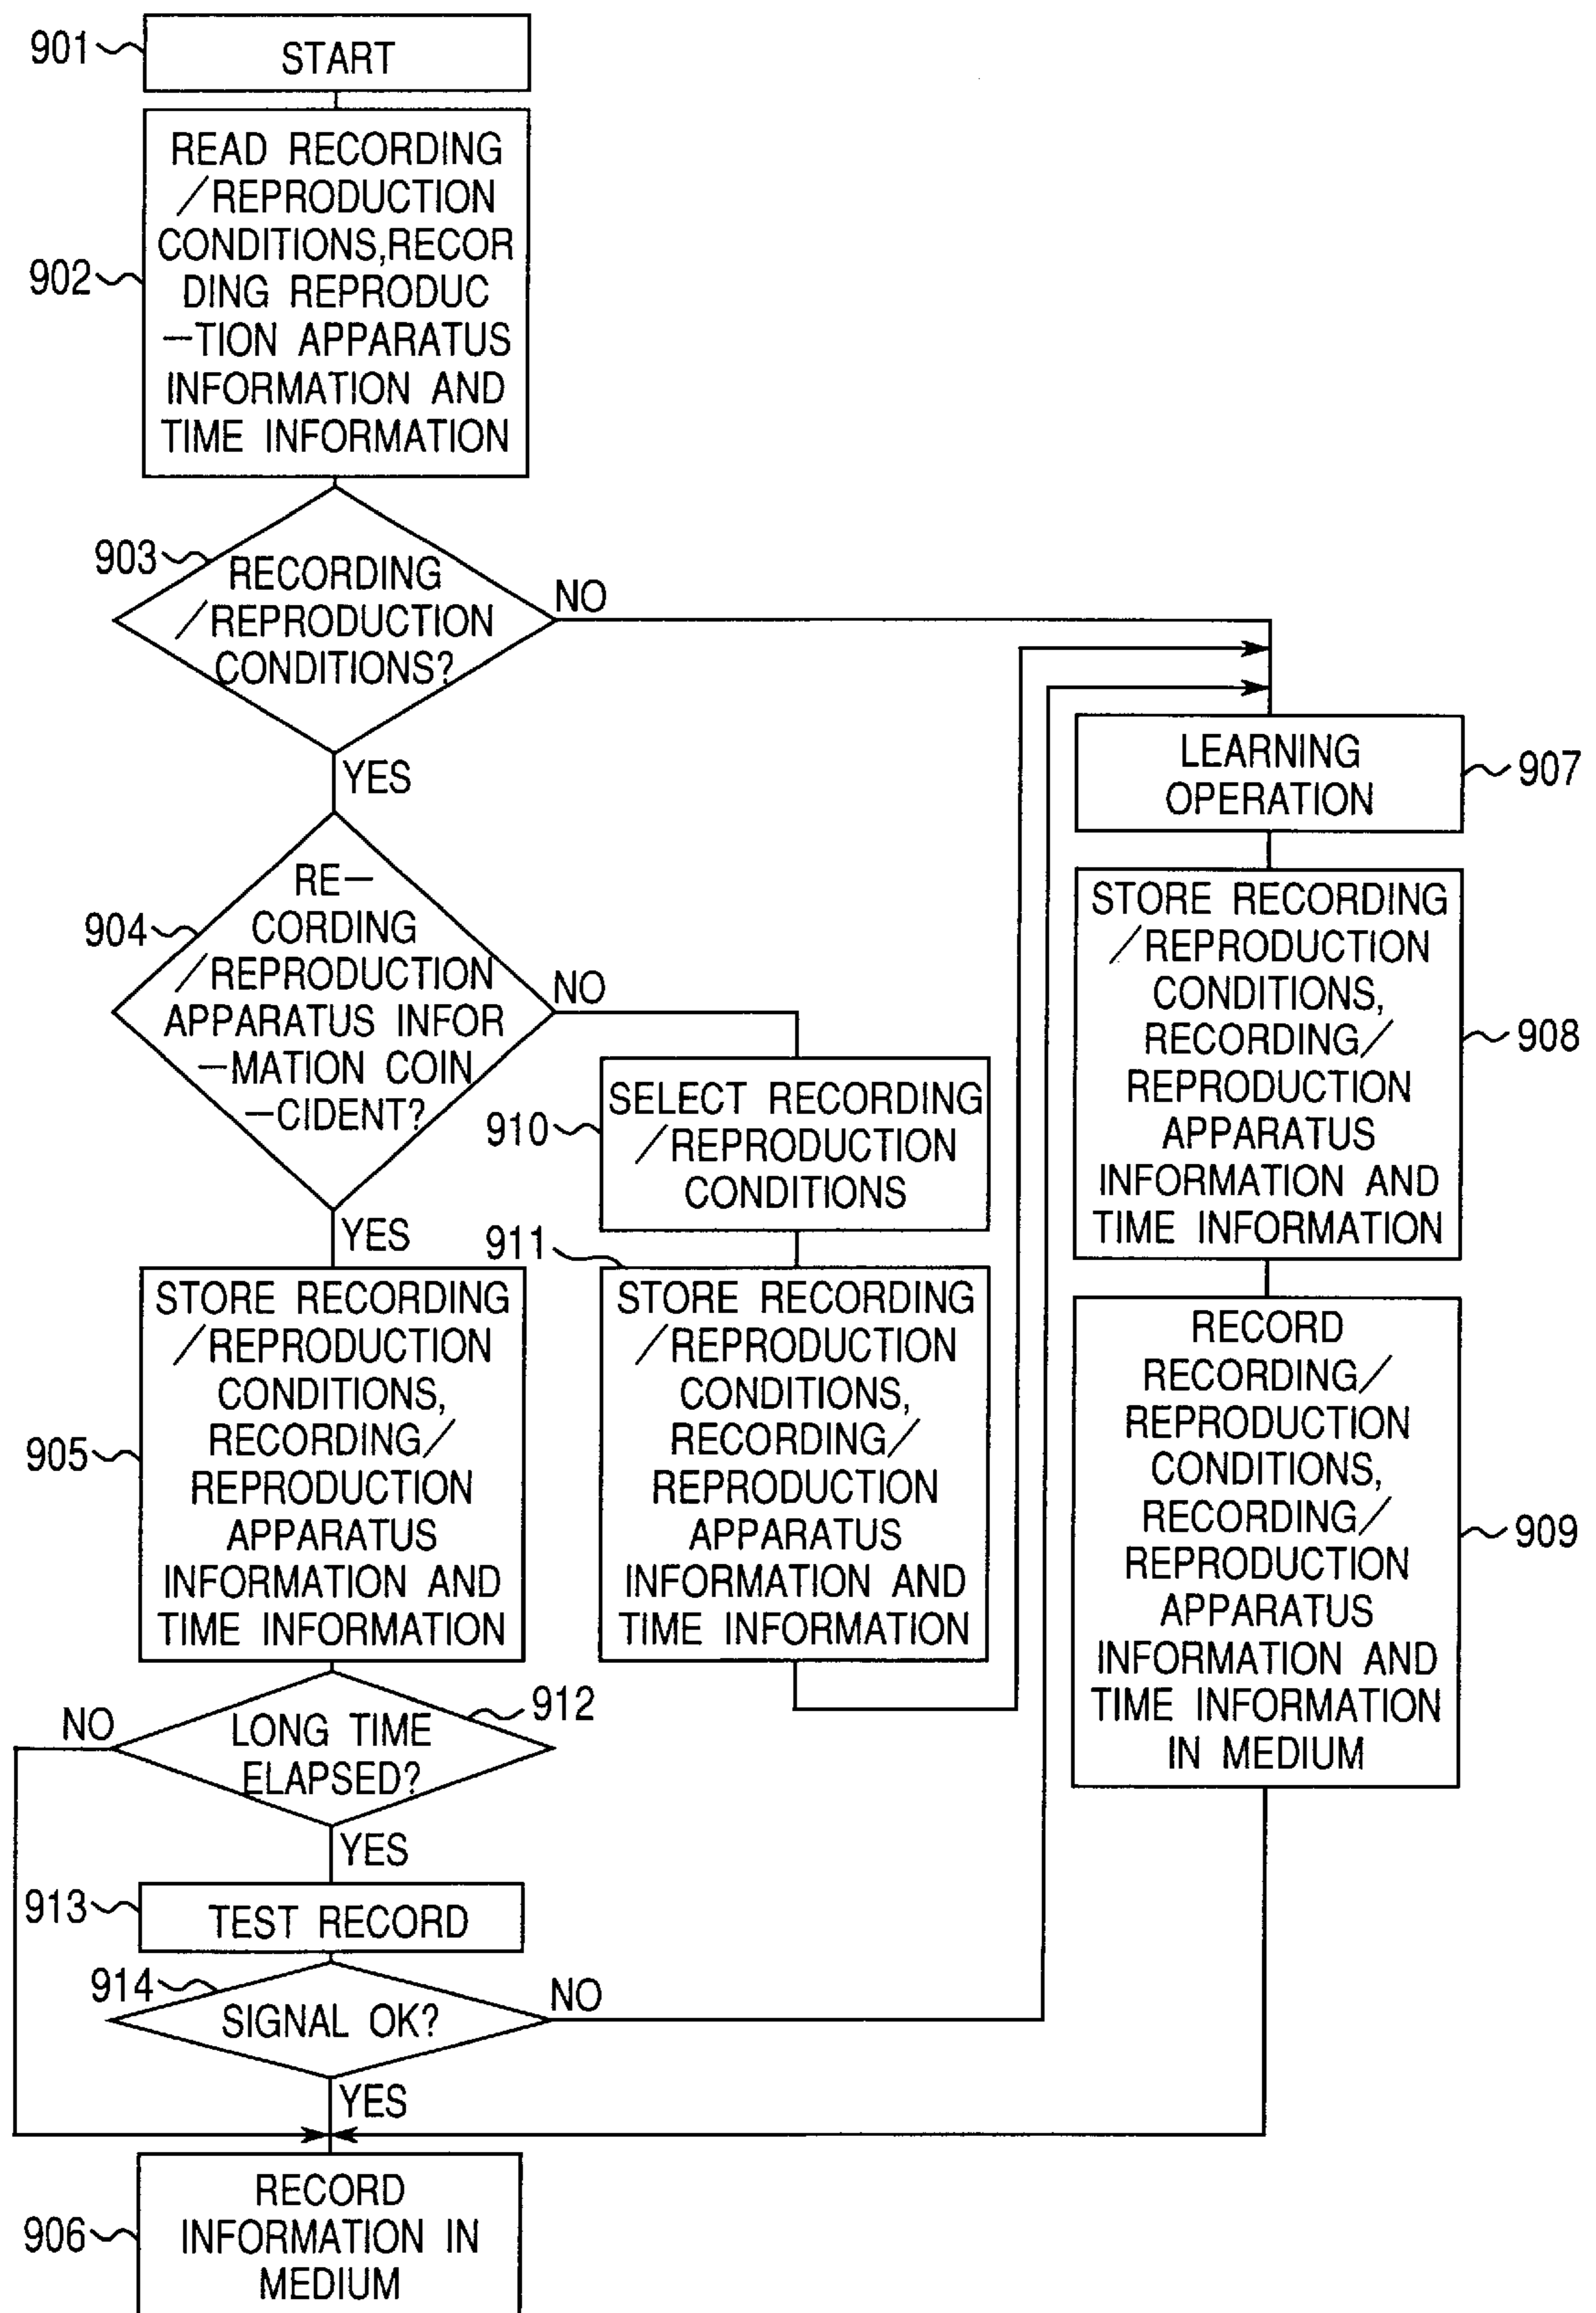 901
START
902
READ RECORDING
/REPRODUCTION
CONDITIONS,RECOR
DING REPRODUC
-TION APPARATUS
INFORMATION AND
TIME INFORMATION
903
RECORDING
/REPRODUCTION
CONDITIONS?
NO
YES
904
RE-
CORDING
/REPRODUCTION
APPARATUS INFOR
-MATION COIN
-CIDENT?
NO
YES
905
STORE RECORDING
/REPRODUCTION
CONDITIONS,
RECORDING/
REPRODUCTION
APPARATUS
INFORMATION AND
TIME INFORMATION
910
SELECT RECORDING
/REPRODUCTION
CONDITIONS
911
STORE RECORDING
/REPRODUCTION
CONDITIONS,
RECORDING/
REPRODUCTION
APPARATUS
INFORMATION AND
TIME INFORMATION
LEARNING
OPERATION
907
STORE RECORDING
/REPRODUCTION
CONDITIONS,
RECORDING/
REPRODUCTION
APPARATUS
INFORMATION AND
TIME INFORMATION
908
RECORD
RECORDING/
REPRODUCTION
CONDITIONS,
RECORDING/
REPRODUCTION
APPARATUS
INFORMATION AND
TIME INFORMATION
IN MEDIUM
909
912
NO
LONG TIME
ELAPSED?
YES
913
TEST RECORD
914
SIGNAL OK?
NO
YES
906
RECORD
INFORMATION IN
MEDIUM